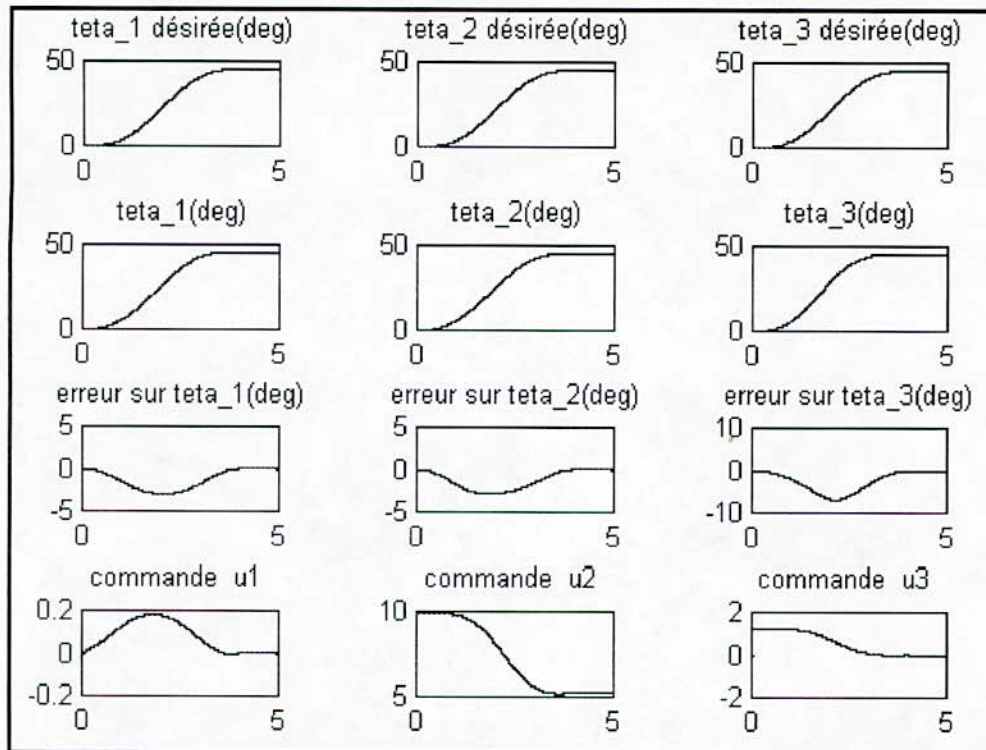 teta_1 désirée(deg) teta_2 désirée(deg) teta_3 désirée(deg)
50 50 50
0 0 0
0 5 0 5 0 5
teta_1(deg) teta_2(deg) teta_3(deg)
50 50 50
0 0 0
0 5 0 5 0 5
erreur sur teta_1(deg) erreur sur teta_2(deg) erreur sur teta_3(deg)
5 5 10
0 0 0
-5 -5 -10
0 5 0 5 0 5
commande u1 commande u2 commande u3
0.2 10 2
0 0
-0.2 5 -2
0 5 0 5 0 5